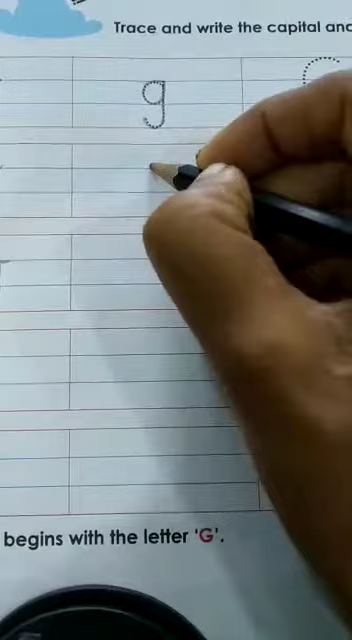 Trace and write the capital and
g
begins with the letter 'G'.